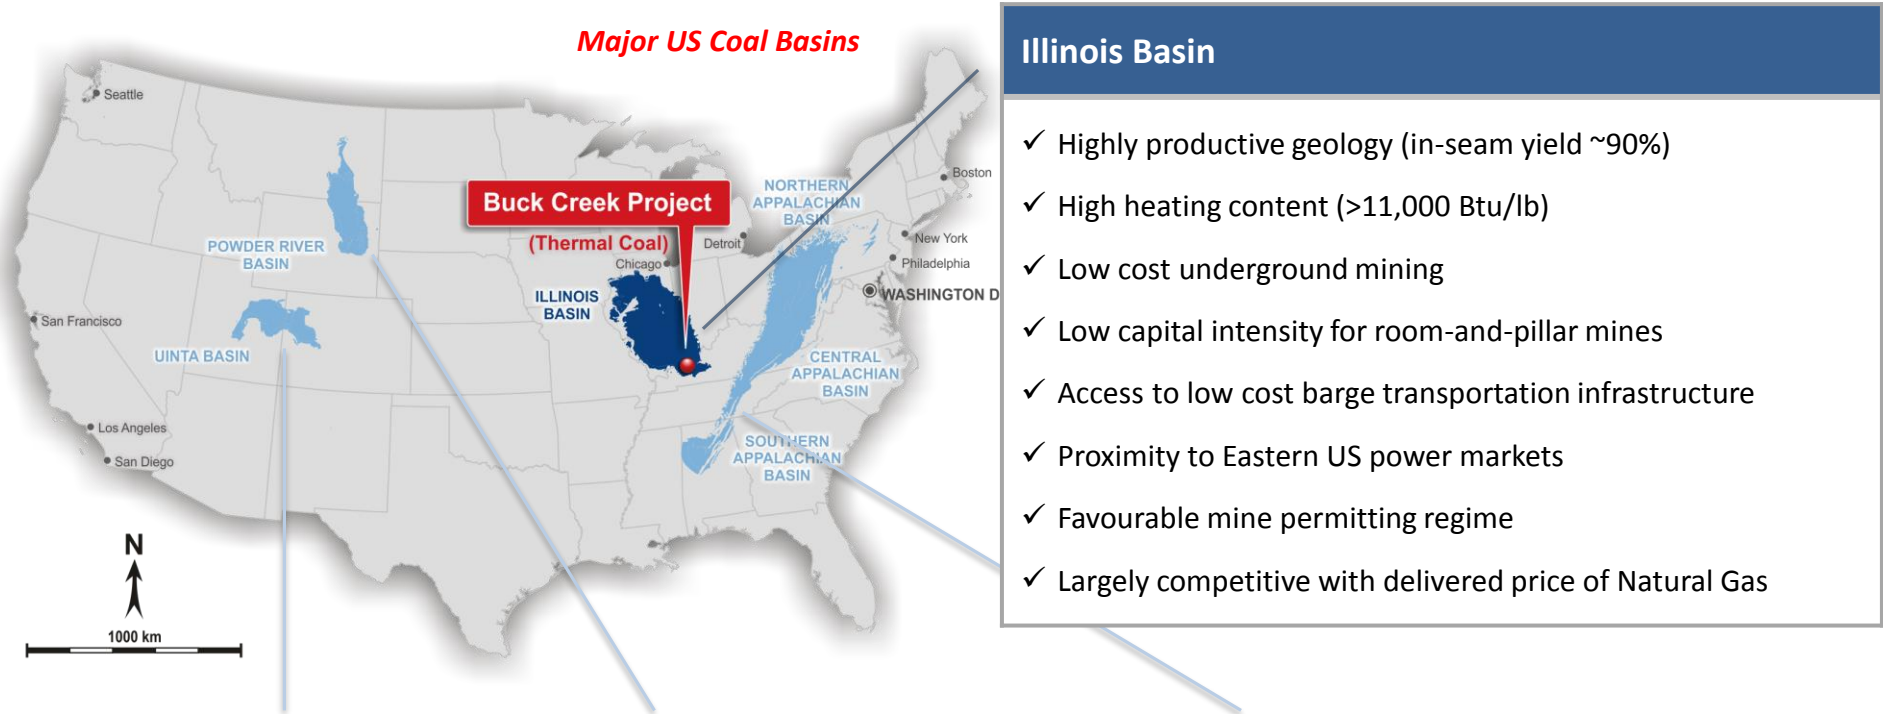 Major US Coal Basins
Seattle
Boston
NORTHERN
APPALACHIAN
BASIN
Buck Creek Project
(Thermal Coal)
Detroit
New York
POWDER RIVER
BASIN
Chicago
Philadelphia
ILLINOIS
BASIN
WASHINGTON D
San Francisco
UINTA BASIN
CENTRAL
APPALACHIAN
BASIN
Los Angeles
San Diego
SOUTHERN
APPALACHIAN
BASIN
N
1000 km
Illinois Basin
✓ Highly productive geology (in-seam yield ~90%)
✓ High heating content (>11,000 Btu/lb)
✓ Low cost underground mining
✓ Low capital intensity for room-and-pillar mines
✓ Access to low cost barge transportation infrastructure
✓ Proximity to Eastern US power markets
✓ Favourable mine permitting regime
✓ Largely competitive with delivered price of Natural Gas